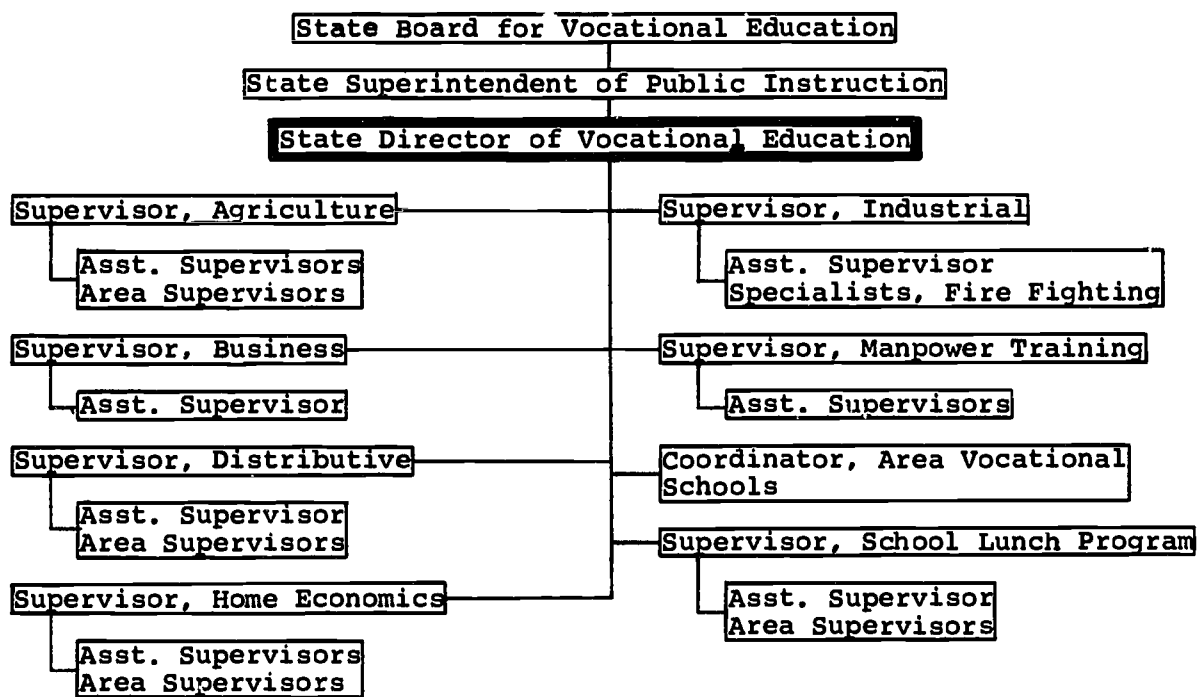 State Board for Vocational Education
State Superintendent of Public Instruction
State Director of Vocational Education
Supervisor, Agriculture
Asst. Supervisors
Area Supervisors
Supervisor, Business
Asst. Supervisor
Supervisor, Distributive
Asst. Supervisor
Area Supervisors
Supervisor, Home Economics
Asst. Supervisors
Area Supervisors
Supervisor, Industrial
Asst. Supervisor
Specialists, Fire Fighting
Supervisor, Manpower Training
Asst. Supervisors
Coordinator, Area Vocational
Schools
Supervisor, School Lunch Program
Asst. Supervisor
Area Supervisors